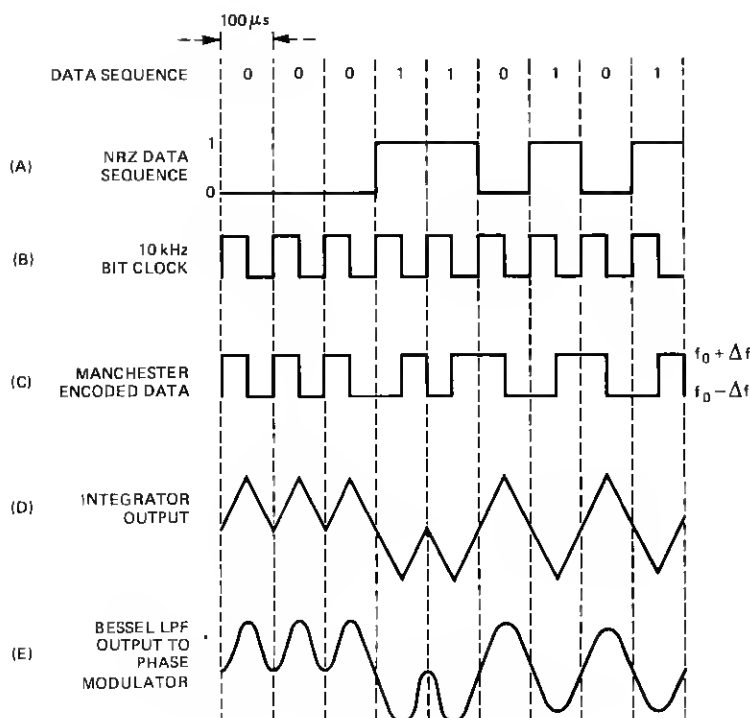 100 μs
DATA SEQUENCE 0 0 0 1 1 0 1 0 1
(A) NRZ DATA
SEQUENCE
1
0
(B) 10 kHz
BIT CLOCK
(C) MANCHESTER
ENCODED DATA
f₀ + Δf
f₀ − Δf
(D) INTEGRATOR
OUTPUT
(E) BESSEL LPF
OUTPUT TO
PHASE
MODULATOR